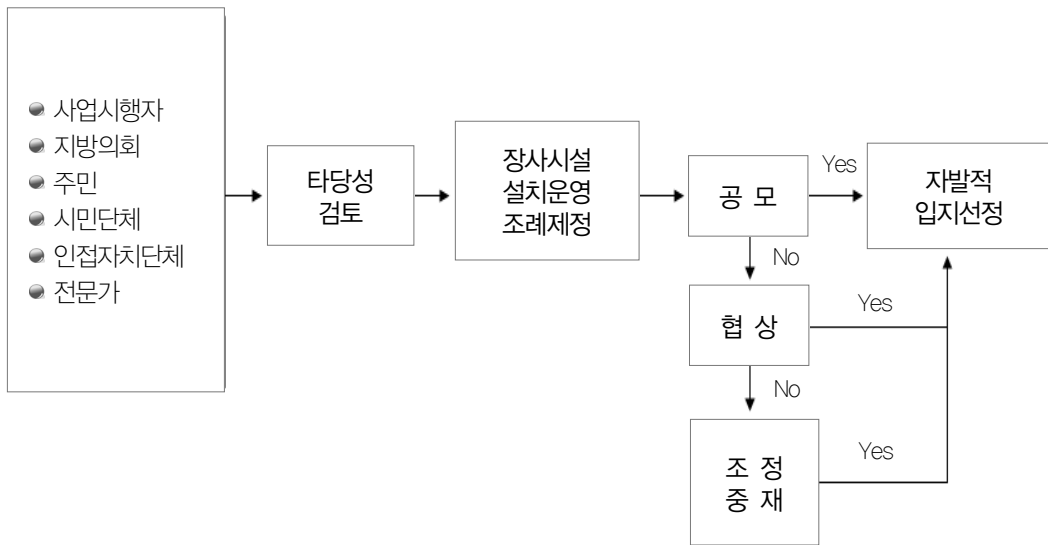 사업시행자
지방의회
주민
시민단체
인접자치단체
전문가
타당성
검토
장사시설
설치운영
조례제정
공 모
Yes
자발적
입지선정
No
협 상
Yes
No
조 정
중 재
Yes